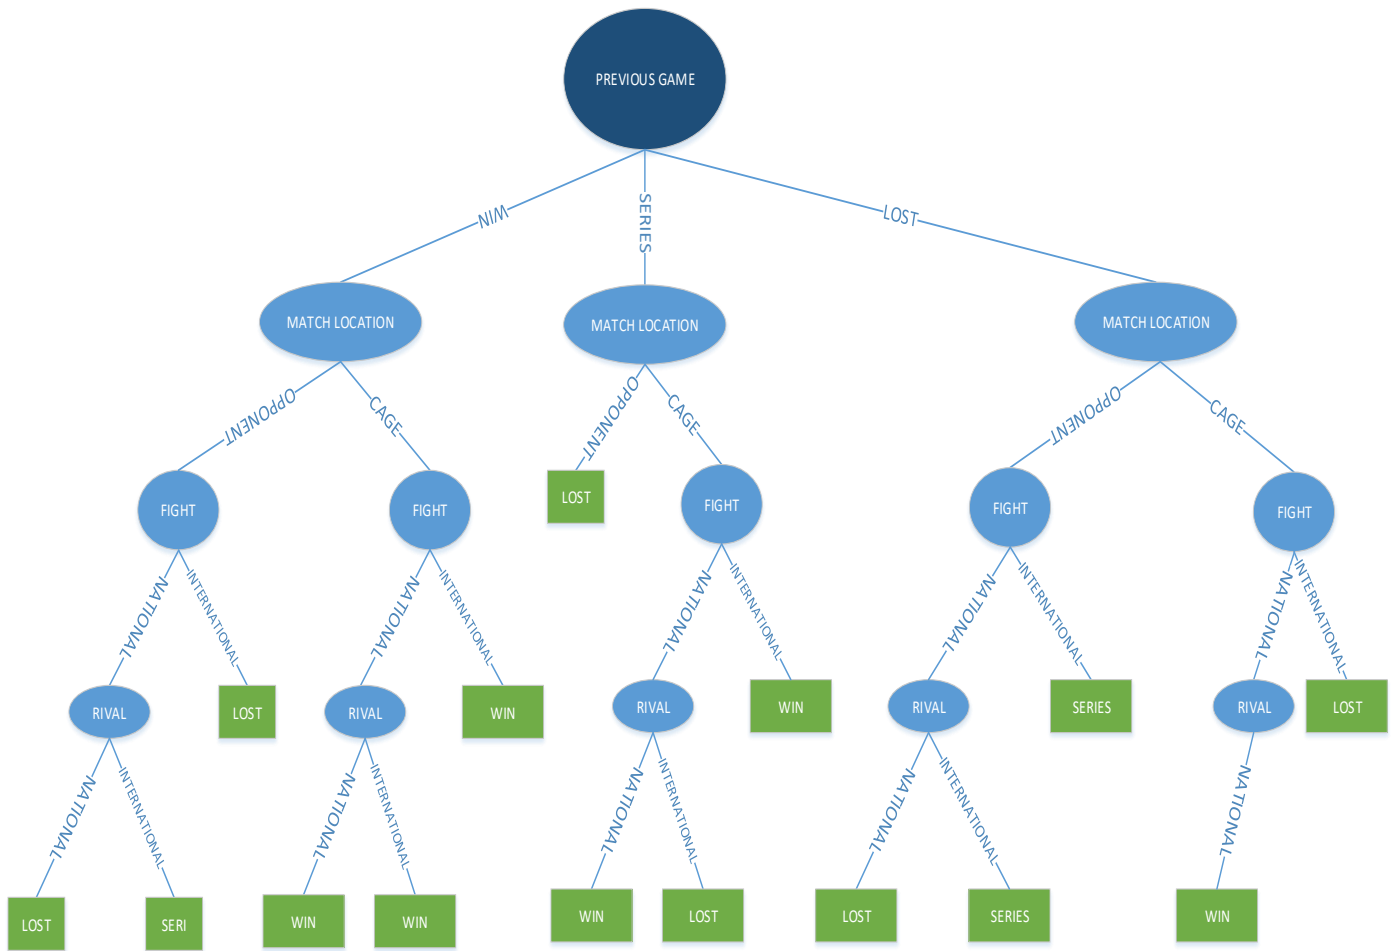 PREVIOUS GAME
WIN
SERIES
LOST
MATCH LOCATION
MATCH LOCATION
MATCH LOCATION
OPPONENT
CAGE
OPPONENT
CAGE
OPPONENT
CAGE
FIGHT
FIGHT
LOST
FIGHT
FIGHT
FIGHT
NATIONAL
INTERNATIONAL
NATIONAL
INTERNATIONAL
NATIONAL
INTERNATIONAL
NATIONAL
INTERNATIONAL
NATIONAL
INTERNATIONAL
RIVAL
LOST
RIVAL
WIN
RIVAL
WIN
RIVAL
SERIES
RIVAL
LOST
NATIONAL
INTERNATIONAL
NATIONAL
INTERNATIONAL
NATIONAL
INTERNATIONAL
NATIONAL
INTERNATIONAL
NATIONAL
LOST
SERI
WIN
WIN
WIN
LOST
LOST
SERIES
WIN